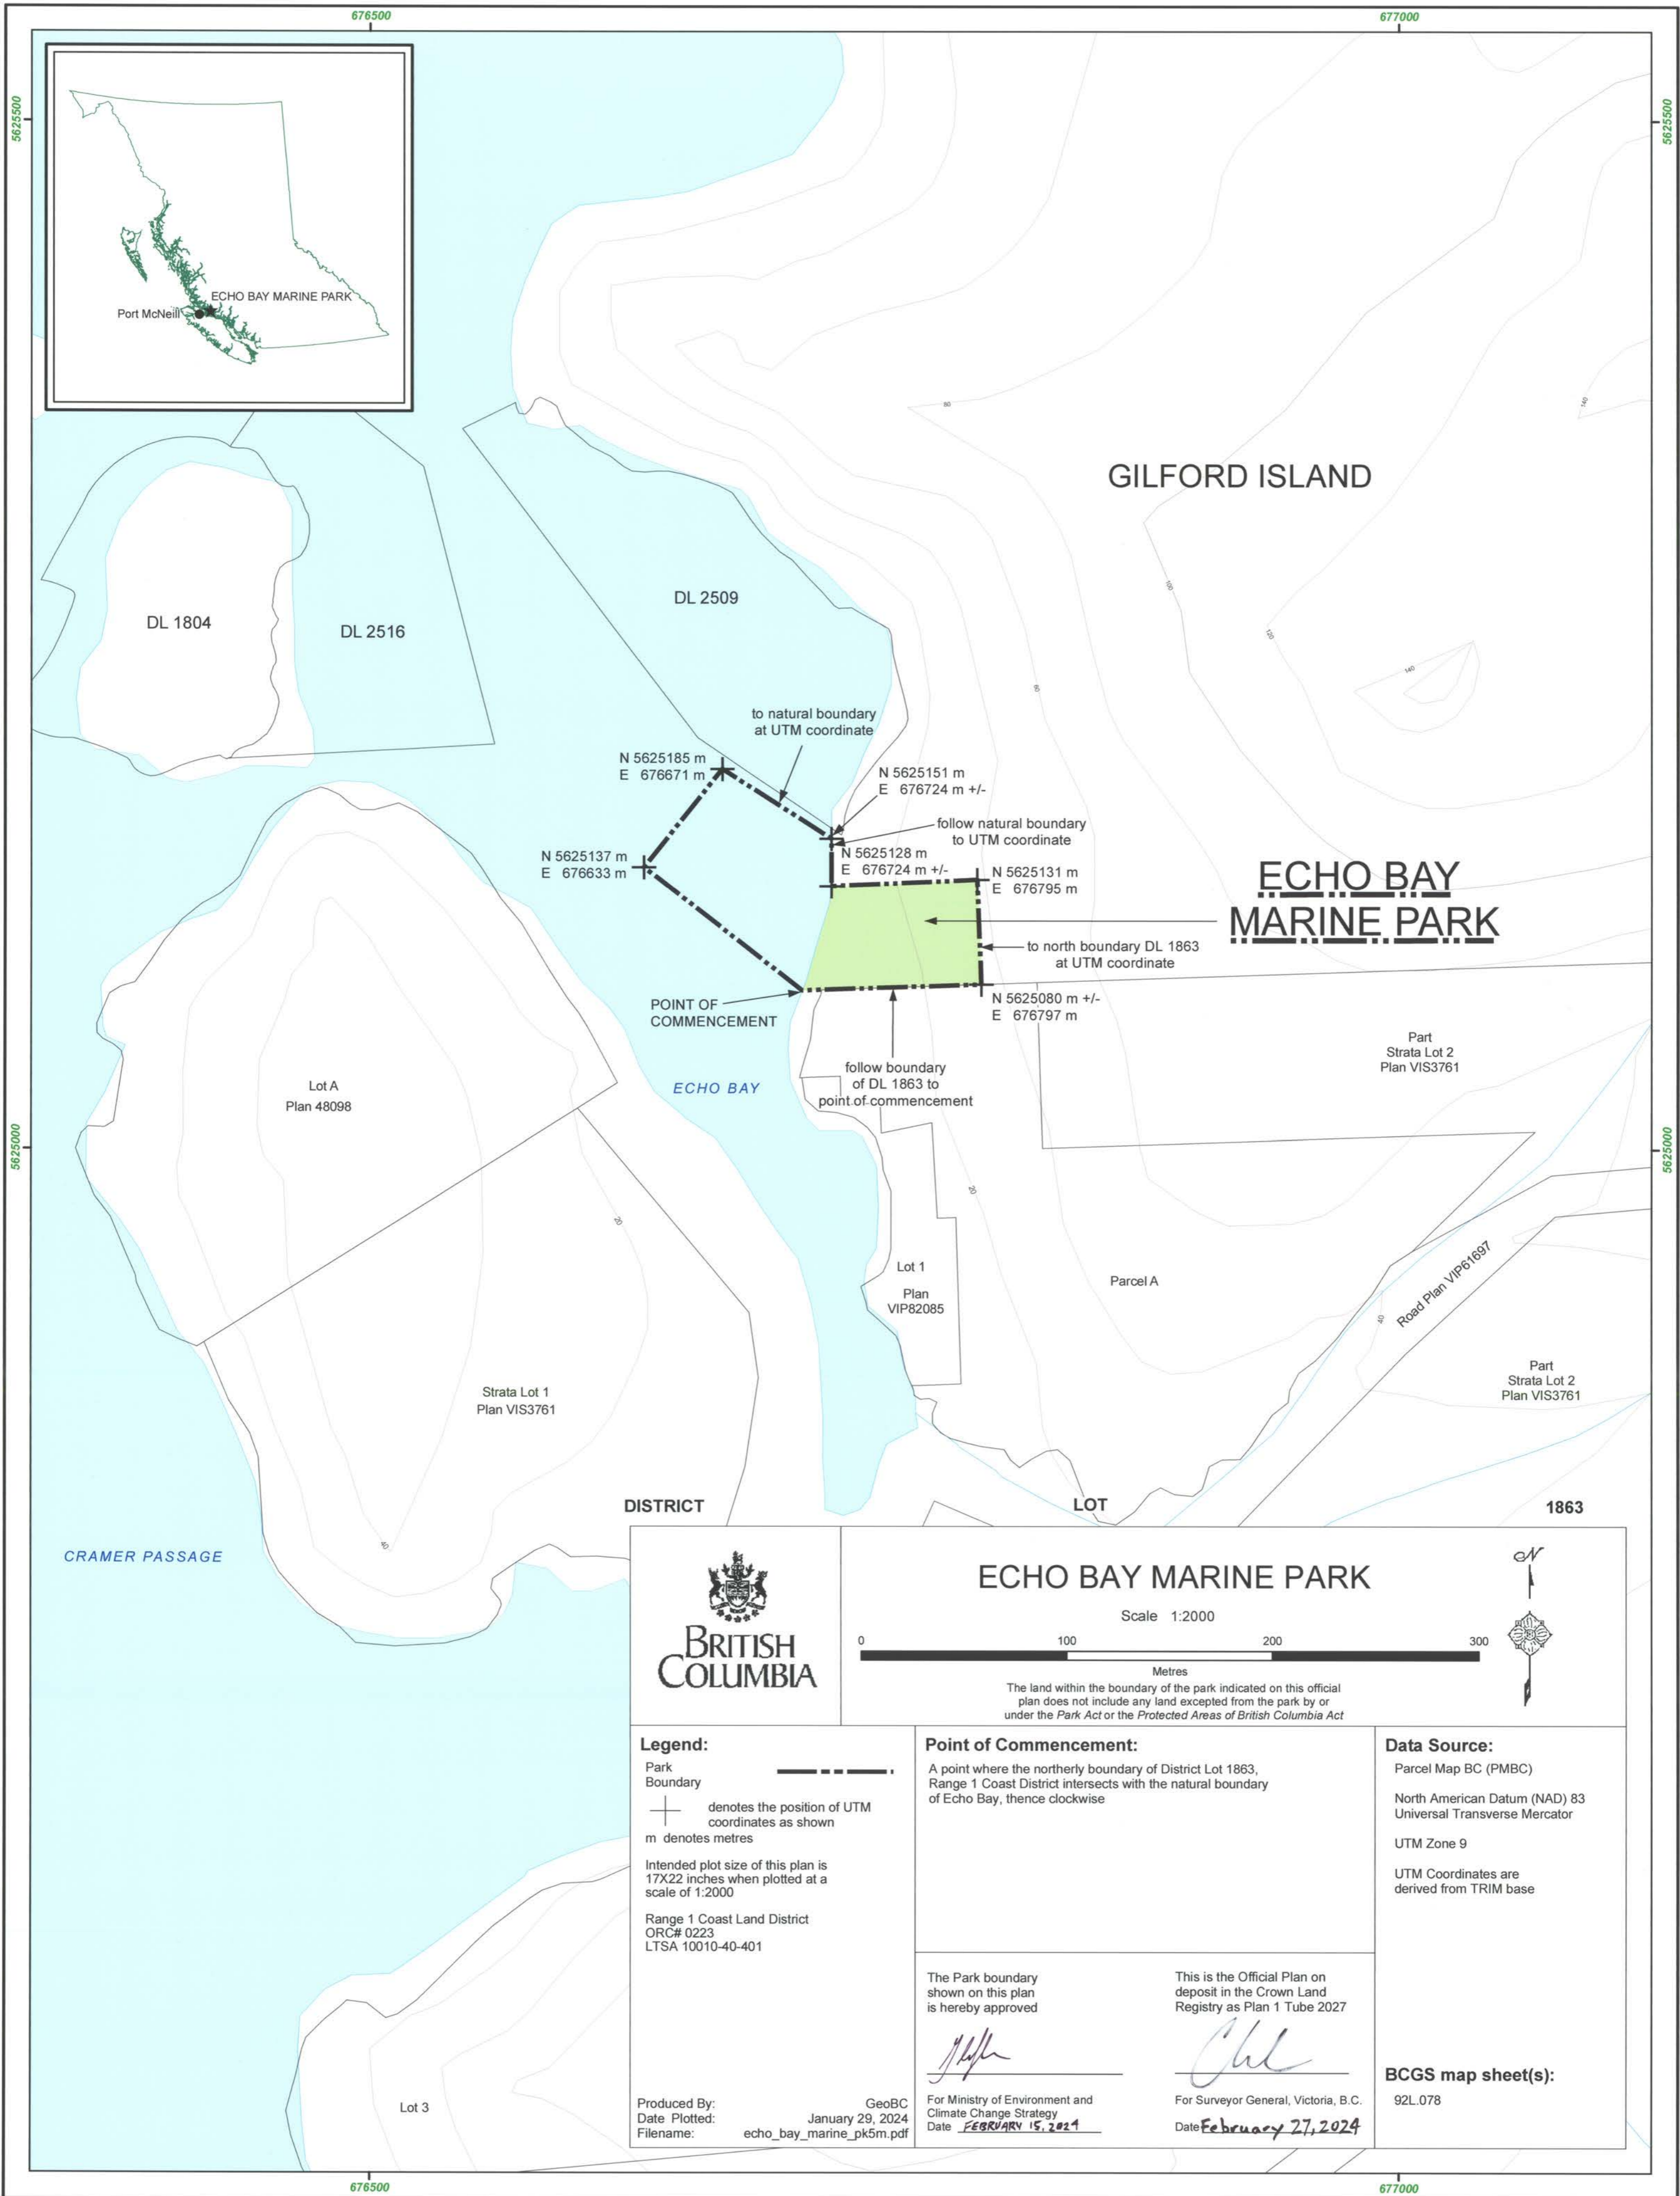 676500
677000
5625500
5625500
ECHO BAY MARINE PARK
Port McNeill
80
140
GILFORD ISLAND
100
DL 2509
DL 1804
DL 2516
120
140
60
to natural boundary
at UTM coordinate
N 5625185 m
E 676671 m
N 5625151 m
E 676724 m +/-
follow natural boundary
to UTM coordinate
N 5625137 m
E 676633 m
N 5625128 m
E 676724 m +/-
N 5625131 m
E 676795 m
ECHO BAY
MARINE PARK
to north boundary DL 1863
at UTM coordinate
POINT OF
COMMENCEMENT
N 5625080 m +/-
E 676797 m
Part
Strata Lot 2
Plan VIS3761
follow boundary
of DL 1863 to
point of commencement
ECHO BAY
Lot A
Plan 48098
5625000
5625000
20
20
Lot 1
Plan
VIP82085
Parcel A
Road Plan VIP61697
40
Part
Strata Lot 2
Plan VIS3761
Strata Lot 1
Plan VIS3761
DISTRICT
LOT
1863
40
CRAMER PASSAGE
BRITISH
COLUMBIA
ECHO BAY MARINE PARK
Scale 1:2000
0
100
200
300
Metres
The land within the boundary of the park indicated on this official
plan does not include any land excepted from the park by or
under the Park Act or the Protected Areas of British Columbia Act
N
Legend:
Park
Boundary
denotes the position of UTM
coordinates as shown
m denotes metres
Intended plot size of this plan is
17X22 inches when plotted at a
scale of 1:2000
Range 1 Coast Land District
ORC# 0223
LTSA 10010-40-401
Produced By: GeoBC
Date Plotted: January 29, 2024
Filename: echo_bay_marine_pk5m.pdf
Point of Commencement:
A point where the northerly boundary of District Lot 1863,
Range 1 Coast District intersects with the natural boundary
of Echo Bay, thence clockwise
The Park boundary
shown on this plan
is hereby approved
For Ministry of Environment and
Climate Change Strategy
Date FEBRUARY 15, 2024
This is the Official Plan on
deposit in the Crown Land
Registry as Plan 1 Tube 2027
For Surveyor General, Victoria, B.C.
Date February 27, 2024
Data Source:
Parcel Map BC (PMBC)
North American Datum (NAD) 83
Universal Transverse Mercator
UTM Zone 9
UTM Coordinates are
derived from TRIM base
BCGS map sheet(s):
92L.078
Lot 3
676500
677000